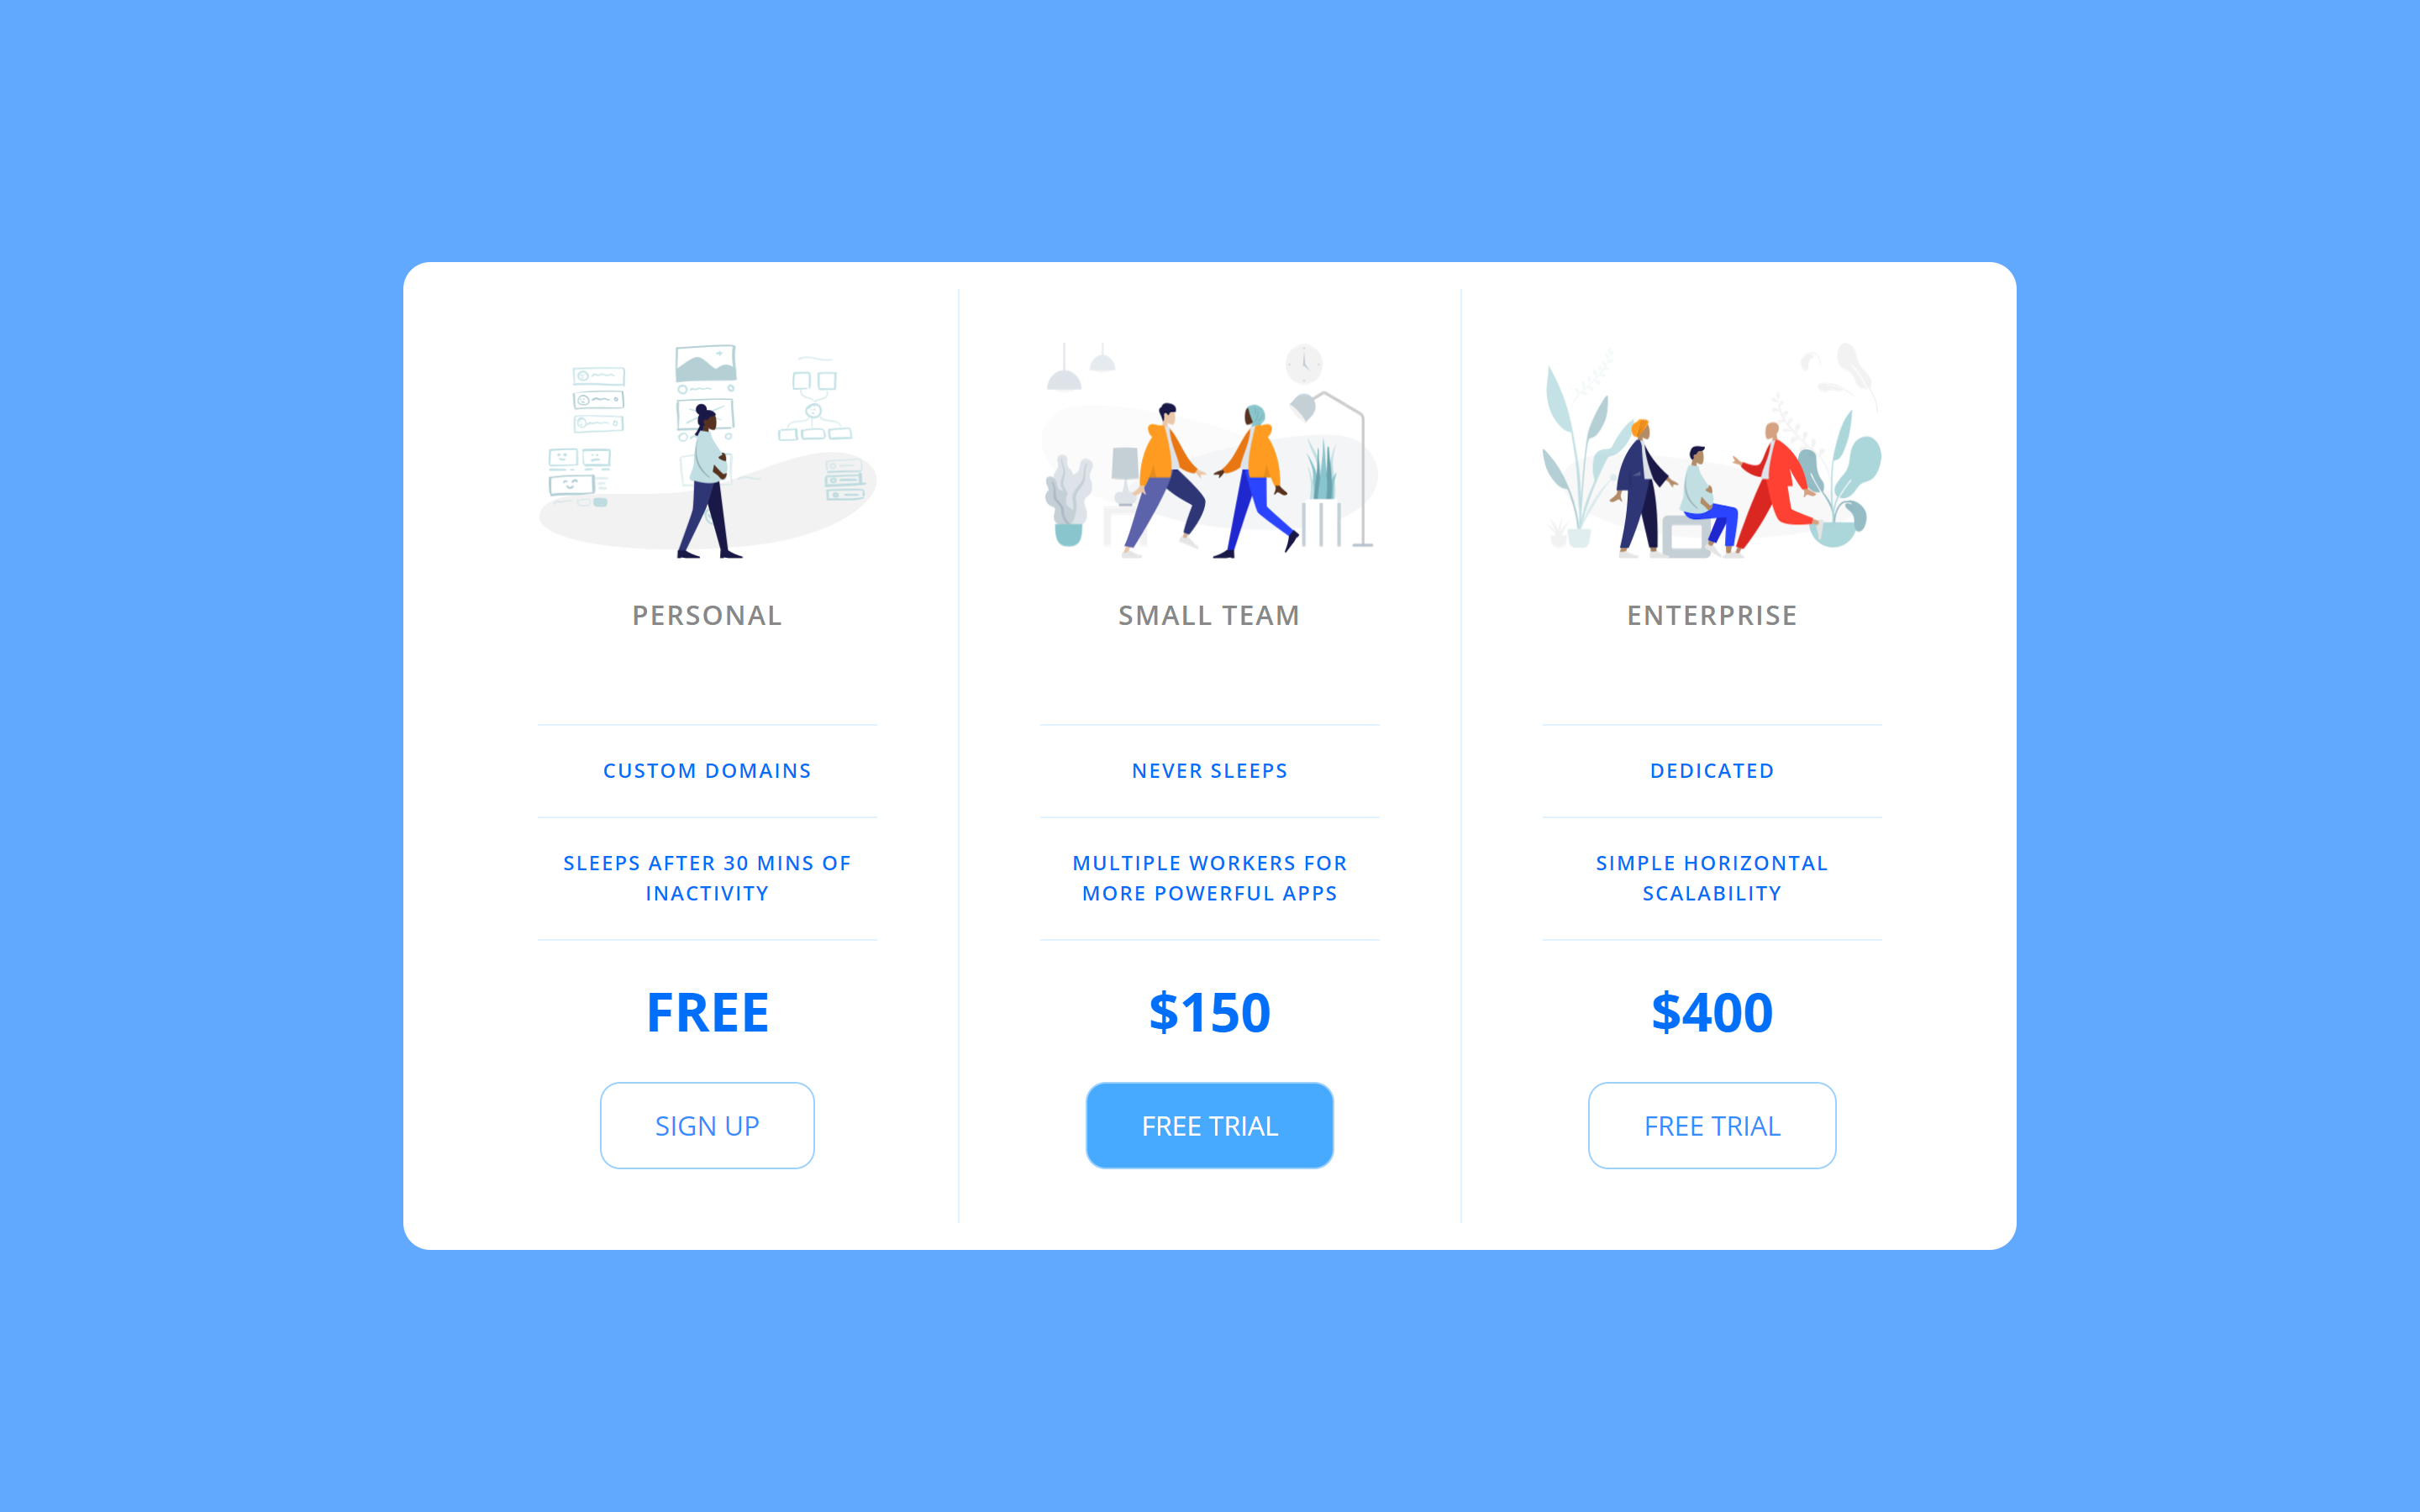 PERSONAL
CUSTOM DOMAINS
SLEEPS AFTER 30 MINS OF
INACTIVITY
FREE
SIGN UP
SMALL TEAM
NEVER SLEEPS
MULTIPLE WORKERS FOR
MORE POWERFUL APPS
$150
FREE TRIAL
ENTERPRISE
DEDICATED
SIMPLE HORIZONTAL
SCALABILITY
$400
FREE TRIAL